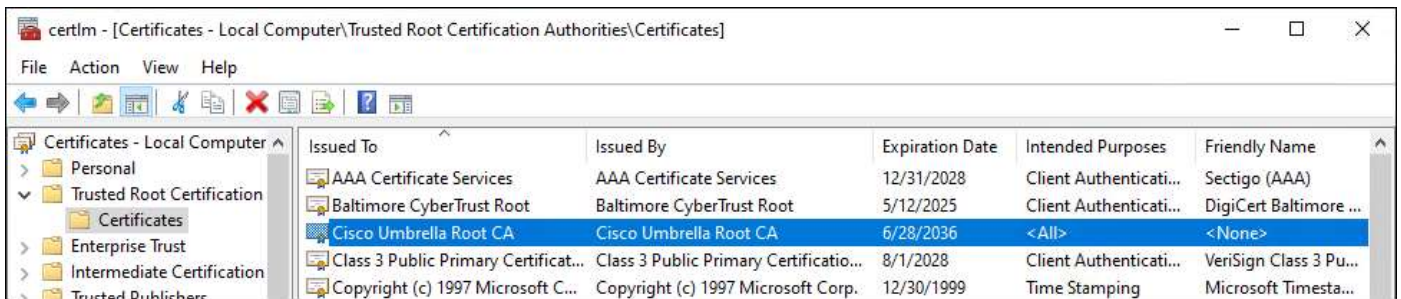 certlm - [Certificates - Local Computer\Trusted Root Certification Authorities\Certificates]
File Action View Help
Certificates - Local Computer
Personal
Trusted Root Certification
Certificates
Enterprise Trust
Intermediate Certification
Trusted Publishers
Issued To Issued By Expiration Date Intended Purposes Friendly Name
AAA Certificate Services AAA Certificate Services 12/31/2028 Client Authenticati... Sectigo (AAA)
Baltimore CyberTrust Root Baltimore CyberTrust Root 5/12/2025 Client Authenticati... DigiCert Baltimore ...
Cisco Umbrella Root CA Cisco Umbrella Root CA 6/28/2036 <All> <None>
Class 3 Public Primary Certificat... Class 3 Public Primary Certificatio... 8/1/2028 Client Authenticati... VeriSign Class 3 Pu...
Copyright (c) 1997 Microsoft C... Copyright (c) 1997 Microsoft Corp. 12/30/1999 Time Stamping Microsoft Timesta...